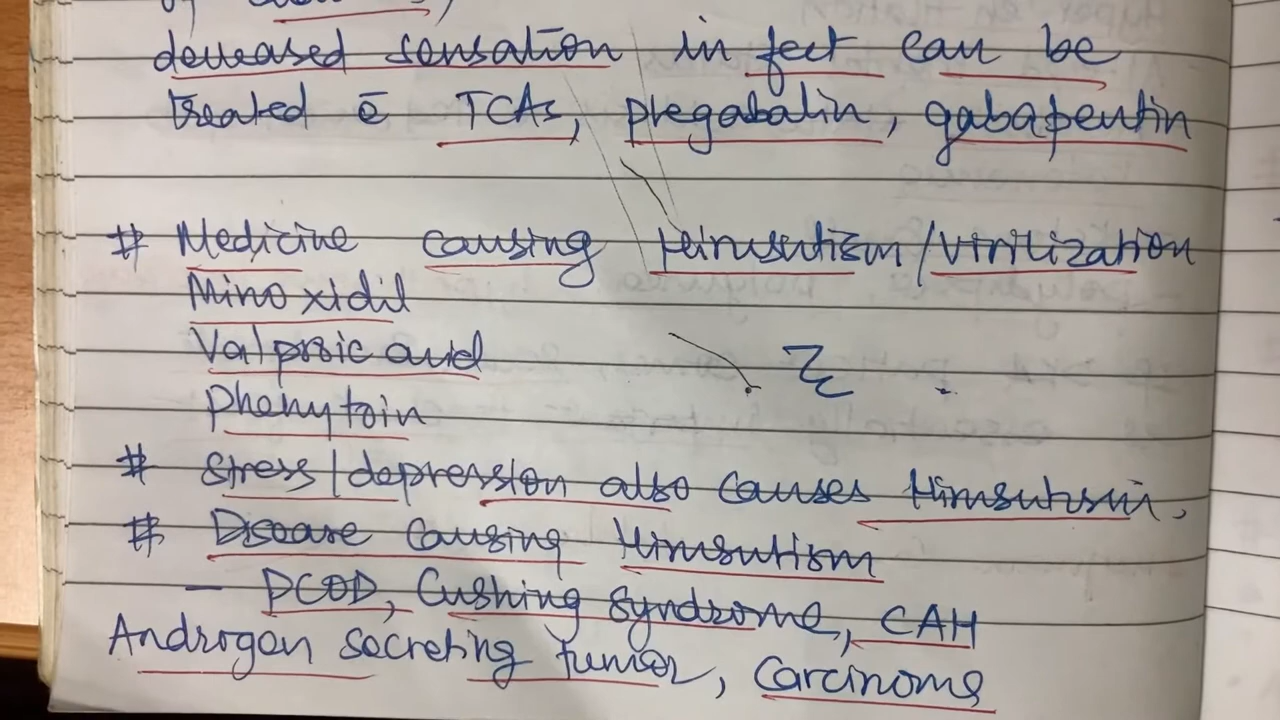 decreased sensation in feet can be
treated c̄ TCAs, pregabalin, gabapentin
# Medicine causing Hirsutism/Virilization
Minoxidil
Valproic acid
Phenytoin
# Stress/depression also causes Hirsutism.
# Disease causing Hirsutism
- PCOD, Cushing Syndrome, CAH
Androgen secreting tumor, Carcinoma